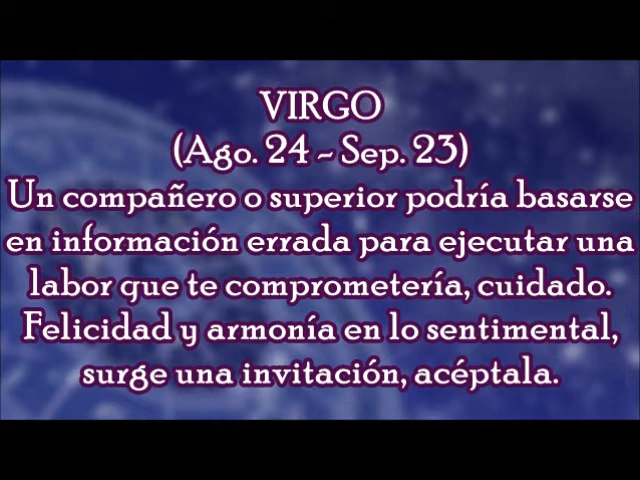 VIRGO
(Ago. 24 - Sep. 23)
Un compañero o superior podría basarse
en información errada para ejecutar una
labor que te comprometería, cuidado.
Felicidad y armonía en lo sentimental,
surge una invitación, acéptala.